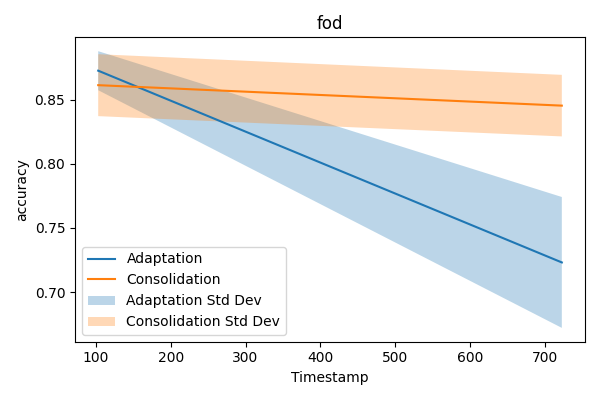 fod
accuracy
0.85
0.80
0.75
0.70
Adaptation
Consolidation
Adaptation Std Dev
Consolidation Std Dev
100 200 300 400 500 600 700
Timestamp